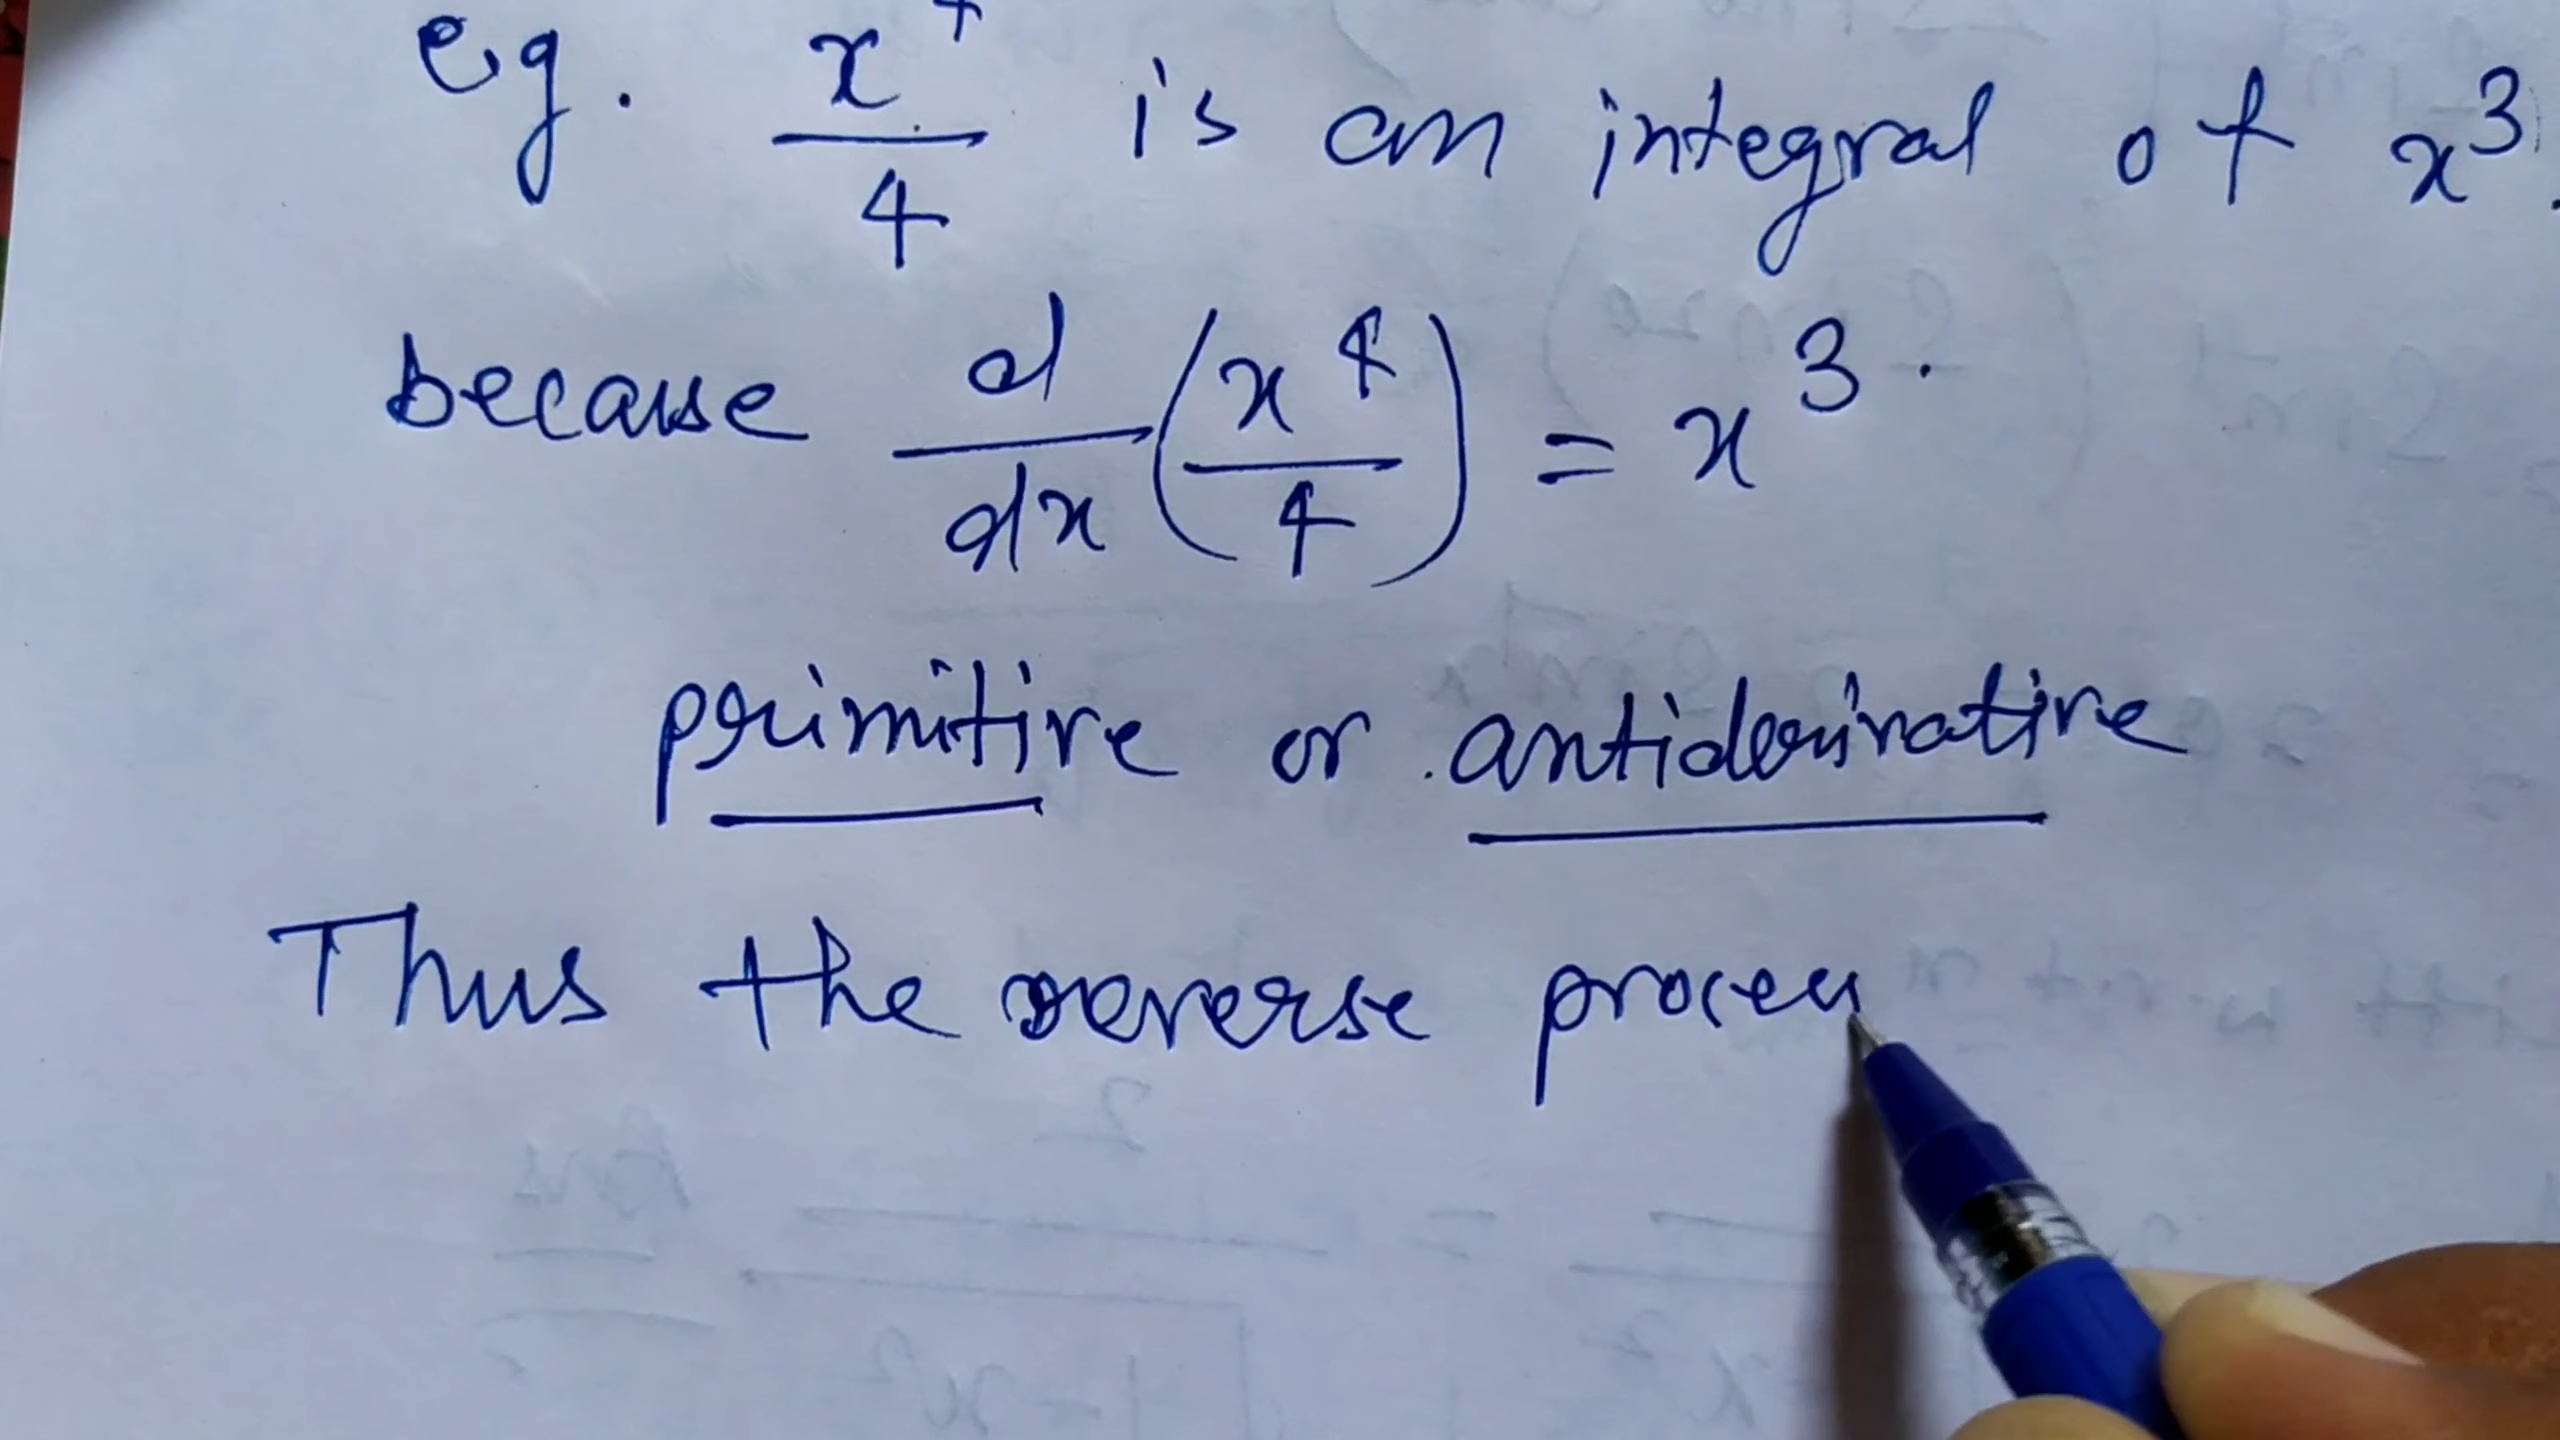 eg. x⁴/4 is an integral of x³.
because d/dx (x⁴/4) = x³.
primitive or antiderivative
Thus the reverse process